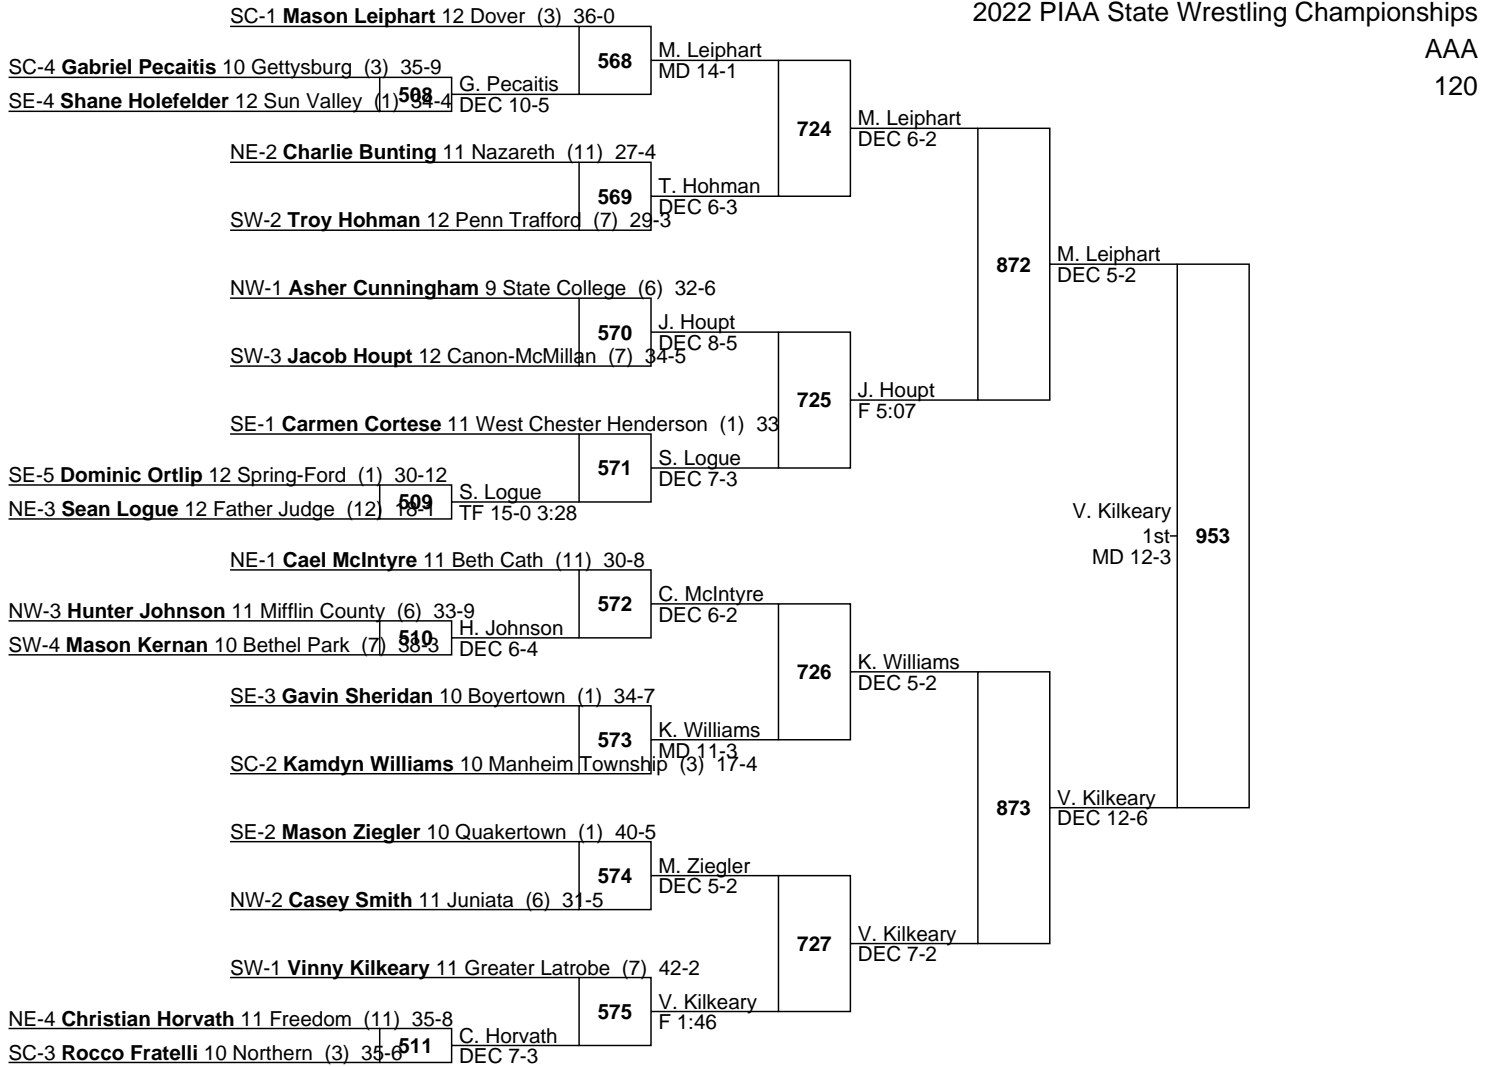 2022 PIAA State Wrestling Championships
AAA
120
SC-1 Mason Leiphart 12 Dover (3) 36-0
568
M. Leiphart
MD 14-1
SC-4 Gabriel Pecaitis 10 Gettysburg (3) 35-9
508
SE-4 Shane Holefelder 12 Sun Valley (1) 34-4
G. Pecaitis
DEC 10-5
724
M. Leiphart
DEC 6-2
NE-2 Charlie Bunting 11 Nazareth (11) 27-4
569
T. Hohman
DEC 6-3
SW-2 Troy Hohman 12 Penn Trafford (7) 29-3
872
M. Leiphart
DEC 5-2
NW-1 Asher Cunningham 9 State College (6) 32-6
570
J. Houpt
DEC 8-5
SW-3 Jacob Houpt 12 Canon-McMillan (7) 34-5
725
J. Houpt
F 5:07
SE-1 Carmen Cortese 11 West Chester Henderson (1) 33
571
S. Logue
DEC 7-3
SE-5 Dominic Ortlip 12 Spring-Ford (1) 30-12
509
NE-3 Sean Logue 12 Father Judge (12) 18-1
S. Logue
TF 15-0 3:28
V. Kilkeary
1st
MD 12-3
953
NE-1 Cael McIntyre 11 Beth Cath (11) 30-8
572
C. McIntyre
DEC 6-2
NW-3 Hunter Johnson 11 Mifflin County (6) 33-9
510
SW-4 Mason Kernan 10 Bethel Park (7) 38-3
H. Johnson
DEC 6-4
726
K. Williams
DEC 5-2
SE-3 Gavin Sheridan 10 Boyertown (1) 34-7
573
K. Williams
MD 11-3
SC-2 Kamdyn Williams 10 Manheim Township (3) 17-4
873
V. Kilkeary
DEC 12-6
SE-2 Mason Ziegler 10 Quakertown (1) 40-5
574
M. Ziegler
DEC 5-2
NW-2 Casey Smith 11 Juniata (6) 31-5
727
V. Kilkeary
DEC 7-2
SW-1 Vinny Kilkeary 11 Greater Latrobe (7) 42-2
575
V. Kilkeary
F 1:46
NE-4 Christian Horvath 11 Freedom (11) 35-8
511
SC-3 Rocco Fratelli 10 Northern (3) 35-6
C. Horvath
DEC 7-3